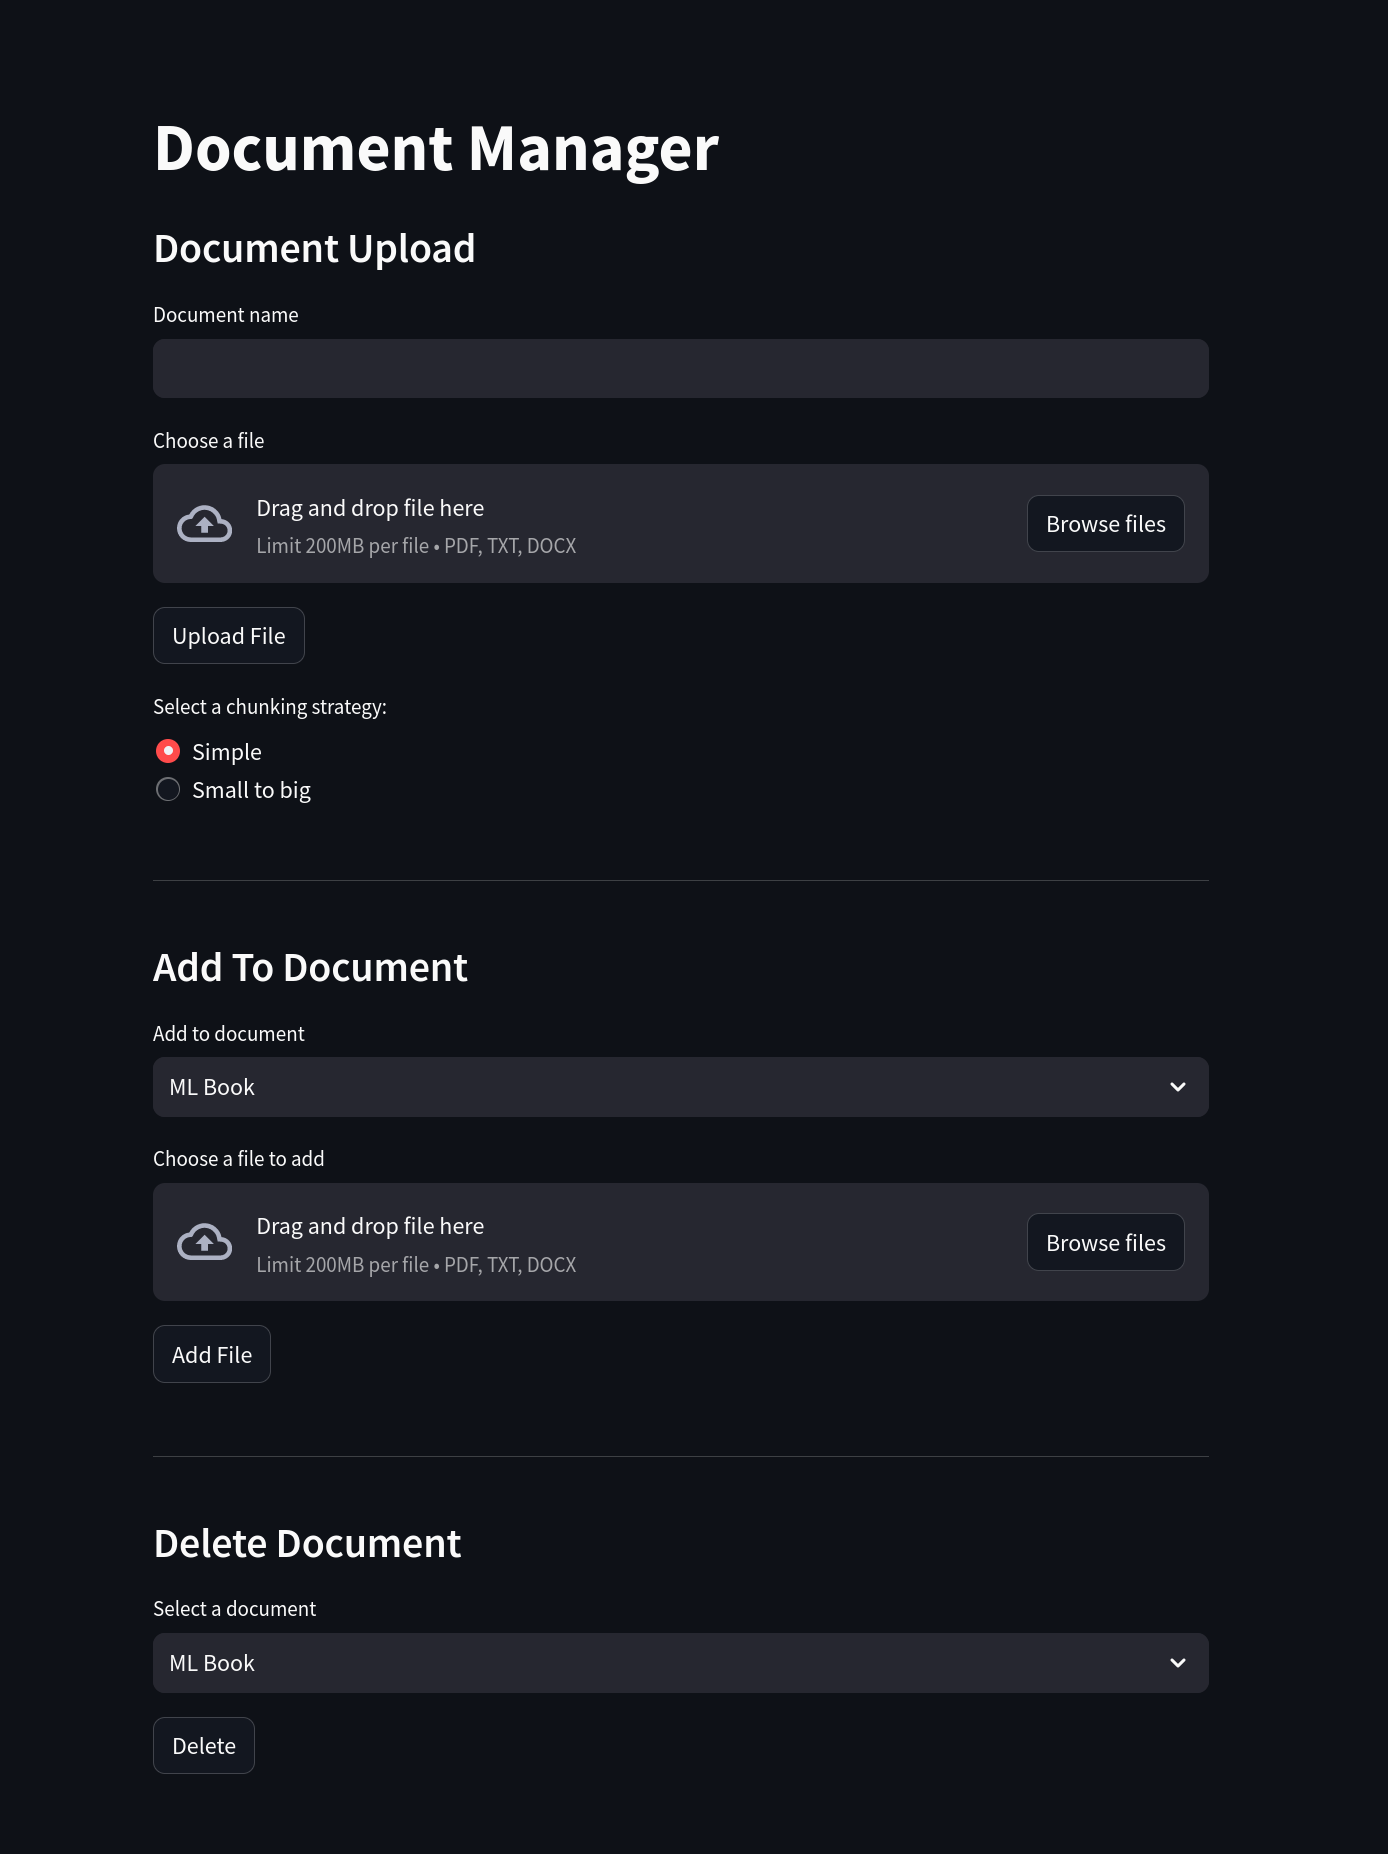 Document Manager
Document Upload
Document name
Choose a file
Drag and drop file here
Limit 200MB per file • PDF, TXT, DOCX
Browse files
Upload File
Select a chunking strategy:
Simple
Small to big
Add To Document
Add to document
ML Book
Choose a file to add
Drag and drop file here
Limit 200MB per file • PDF, TXT, DOCX
Browse files
Add File
Delete Document
Select a document
ML Book
Delete